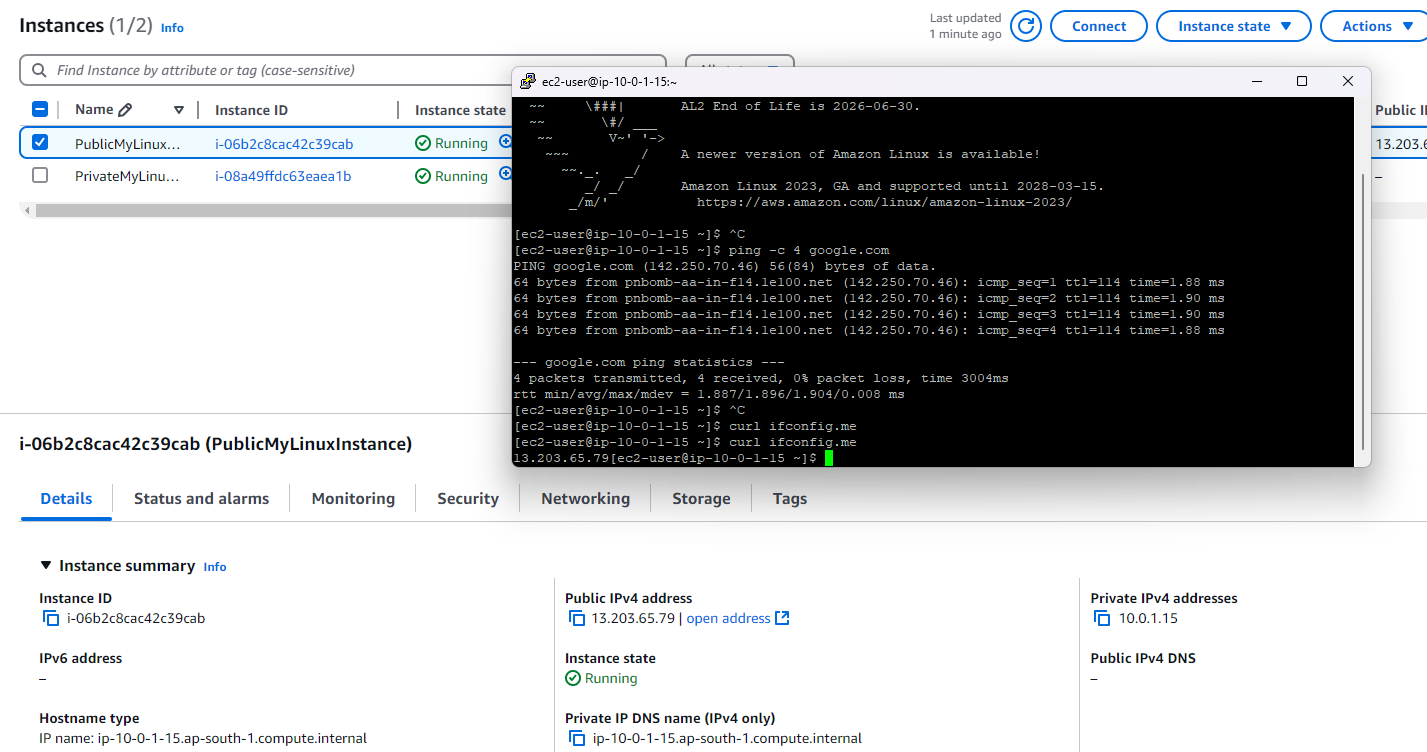 Instances (1/2) Info
Last updated
1 minute ago
Connect
Instance state
Actions
Find Instance by attribute or tag (case-sensitive)
Name
Instance ID
Instance state
Public I
PublicMyLinux...
i-06b2c8cac42c39cab
Running
13.203.6
PrivateMyLinu...
i-08a49ffdc63eaea1b
Running
–
ec2-user@ip-10-0-1-15:~
~~ \###| AL2 End of Life is 2026-06-30.
~~ \#/ ___
~~ V~' '->
~~~ / A newer version of Amazon Linux is available!
~~._. _/
_/ _/ Amazon Linux 2023, GA and supported until 2028-03-15.
_/m/' https://aws.amazon.com/linux/amazon-linux-2023/
[ec2-user@ip-10-0-1-15 ~]$ ^C
[ec2-user@ip-10-0-1-15 ~]$ ping -c 4 google.com
PING google.com (142.250.70.46) 56(84) bytes of data.
64 bytes from pnbomb-aa-in-f14.1e100.net (142.250.70.46): icmp_seq=1 ttl=114 time=1.88 ms
64 bytes from pnbomb-aa-in-f14.1e100.net (142.250.70.46): icmp_seq=2 ttl=114 time=1.90 ms
64 bytes from pnbomb-aa-in-f14.1e100.net (142.250.70.46): icmp_seq=3 ttl=114 time=1.90 ms
64 bytes from pnbomb-aa-in-f14.1e100.net (142.250.70.46): icmp_seq=4 ttl=114 time=1.88 ms
--- google.com ping statistics ---
4 packets transmitted, 4 received, 0% packet loss, time 3004ms
rtt min/avg/max/mdev = 1.887/1.896/1.904/0.008 ms
[ec2-user@ip-10-0-1-15 ~]$ ^C
[ec2-user@ip-10-0-1-15 ~]$ curl ifconfig.me
[ec2-user@ip-10-0-1-15 ~]$ curl ifconfig.me
13.203.65.79[ec2-user@ip-10-0-1-15 ~]$
i-06b2c8cac42c39cab (PublicMyLinuxInstance)
Details
Status and alarms
Monitoring
Security
Networking
Storage
Tags
Instance summary Info
Instance ID
i-06b2c8cac42c39cab
Public IPv4 address
13.203.65.79 | open address
Private IPv4 addresses
10.0.1.15
IPv6 address
–
Instance state
Running
Public IPv4 DNS
–
Hostname type
IP name: ip-10-0-1-15.ap-south-1.compute.internal
Private IP DNS name (IPv4 only)
ip-10-0-1-15.ap-south-1.compute.internal